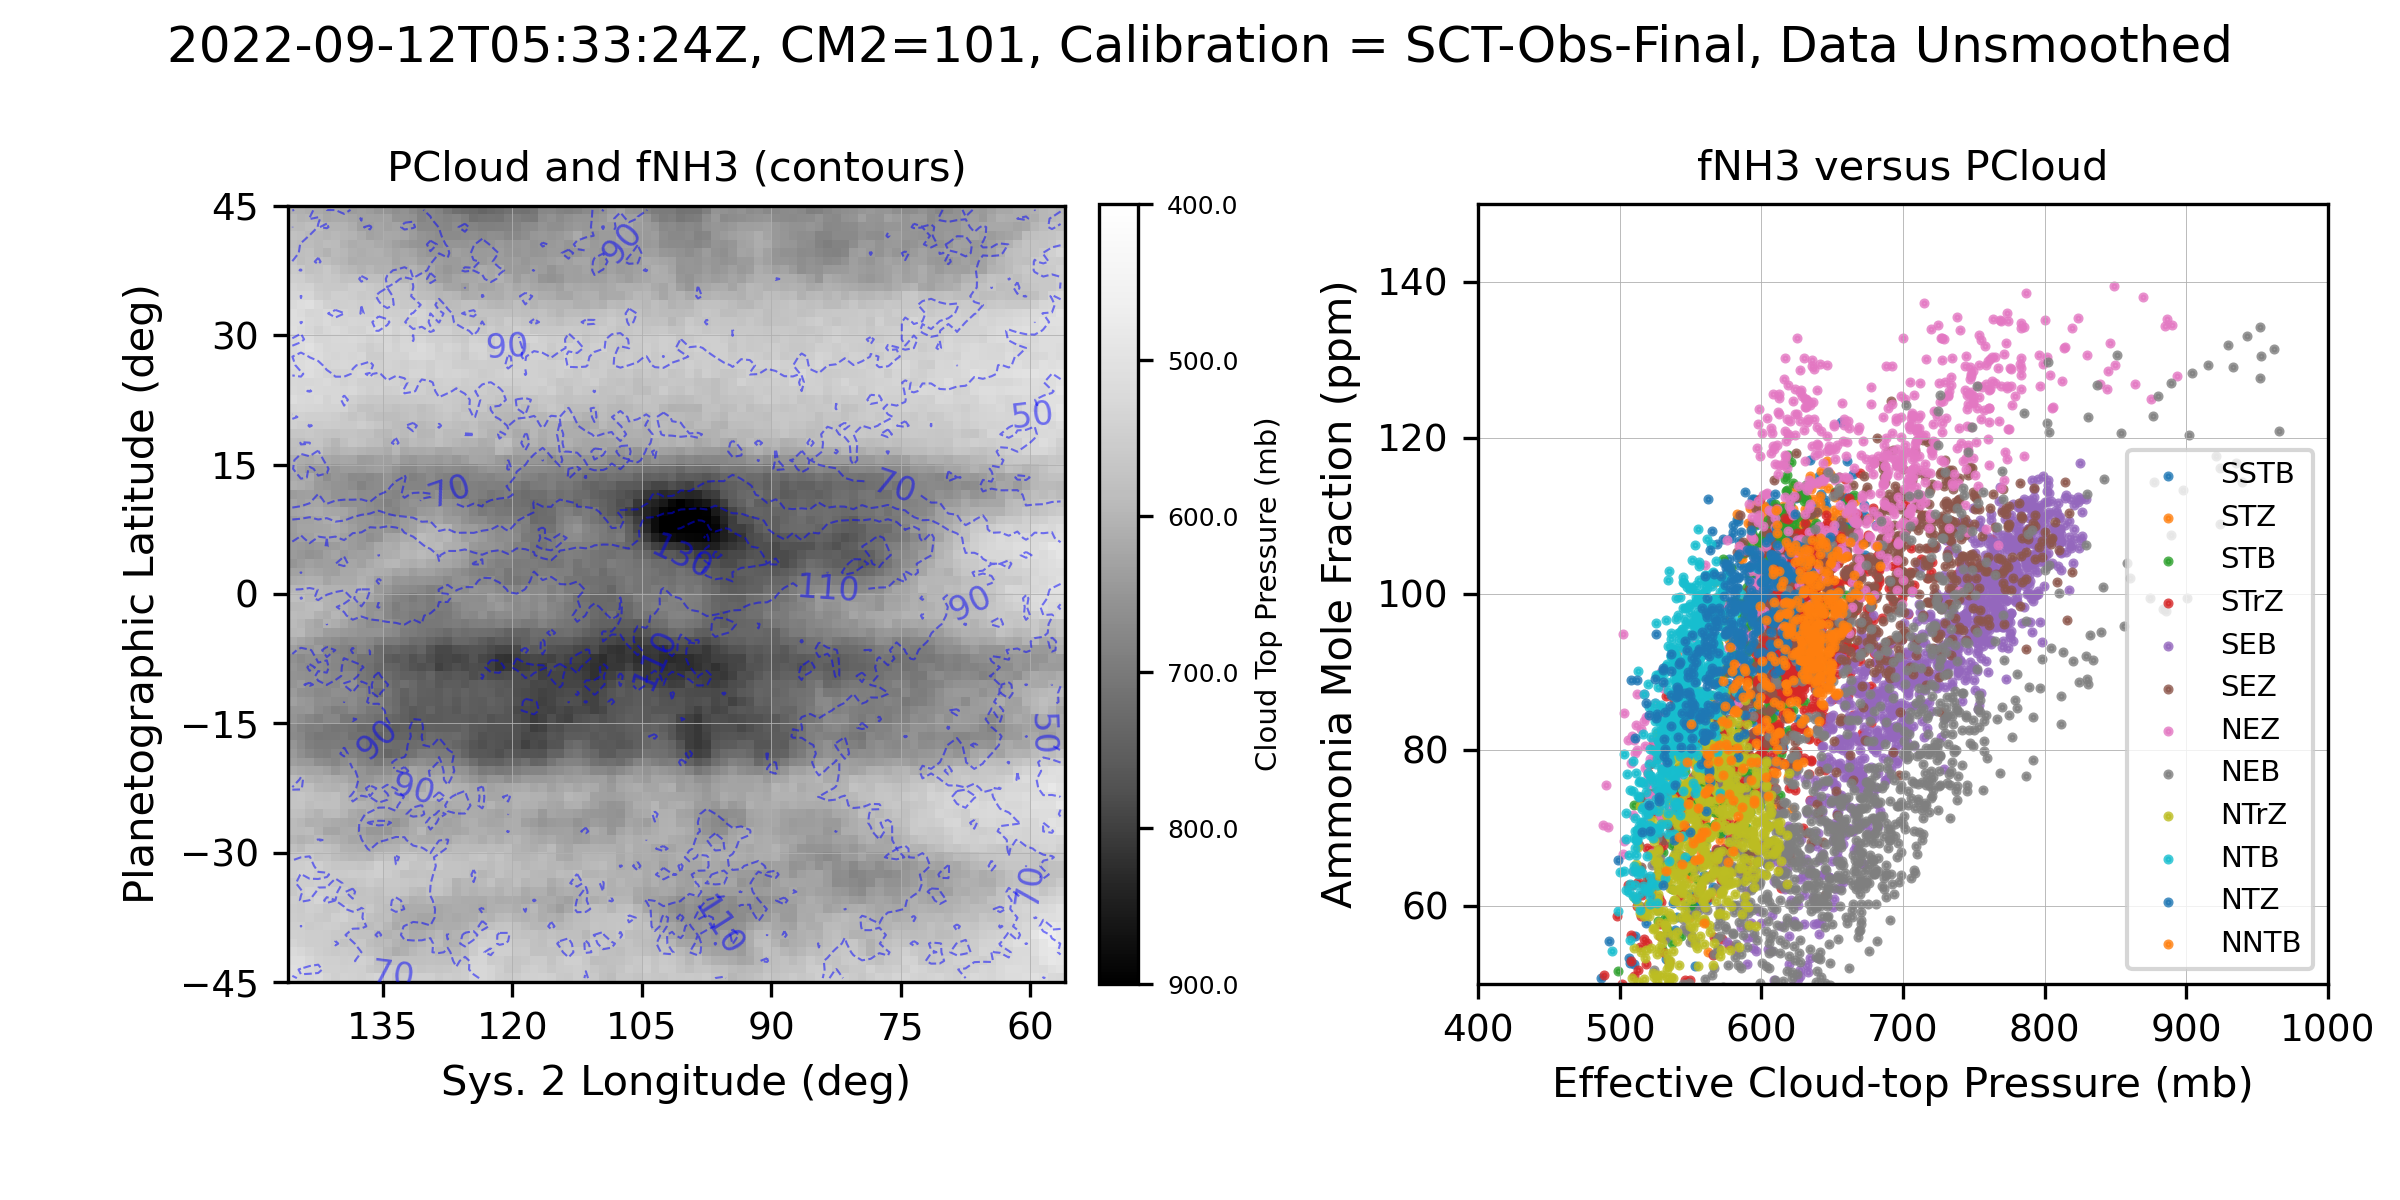 2022-09-12T05:33:24Z, CM2=101, Calibration = SCT-Obs-Final, Data Unsmoothed
PCloud and fNH3 (contours)
Planetographic Latitude (deg)
45
30
15
0
−15
−30
−45
135
120
105
90
75
60
Sys. 2 Longitude (deg)
90
90
50
70
70
130
110
90
110
90
50
90
70
110
70
400.0
500.0
600.0
700.0
800.0
900.0
Cloud Top Pressure (mb)
fNH3 versus PCloud
Ammonia Mole Fraction (ppm)
140
120
100
80
60
400
500
600
700
800
900
1000
Effective Cloud-top Pressure (mb)
SSTB
STZ
STB
STrZ
SEB
SEZ
NEZ
NEB
NTrZ
NTB
NTZ
NNTB